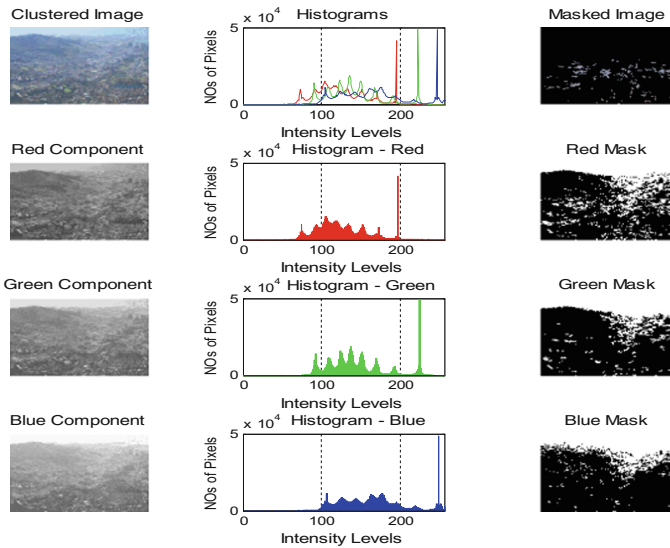 Clustered Image
Histograms
Masked Image
× 10^4
5
0
NOs of Pixels
0 100 200
Intensity Levels
Red Component
Histogram - Red
Red Mask
× 10^4
5
0
NOs of Pixels
0 100 200
Intensity Levels
Green Component
Histogram - Green
Green Mask
× 10^4
5
0
NOs of Pixels
0 100 200
Intensity Levels
Blue Component
Histogram - Blue
Blue Mask
× 10^4
5
0
NOs of Pixels
0 100 200
Intensity Levels